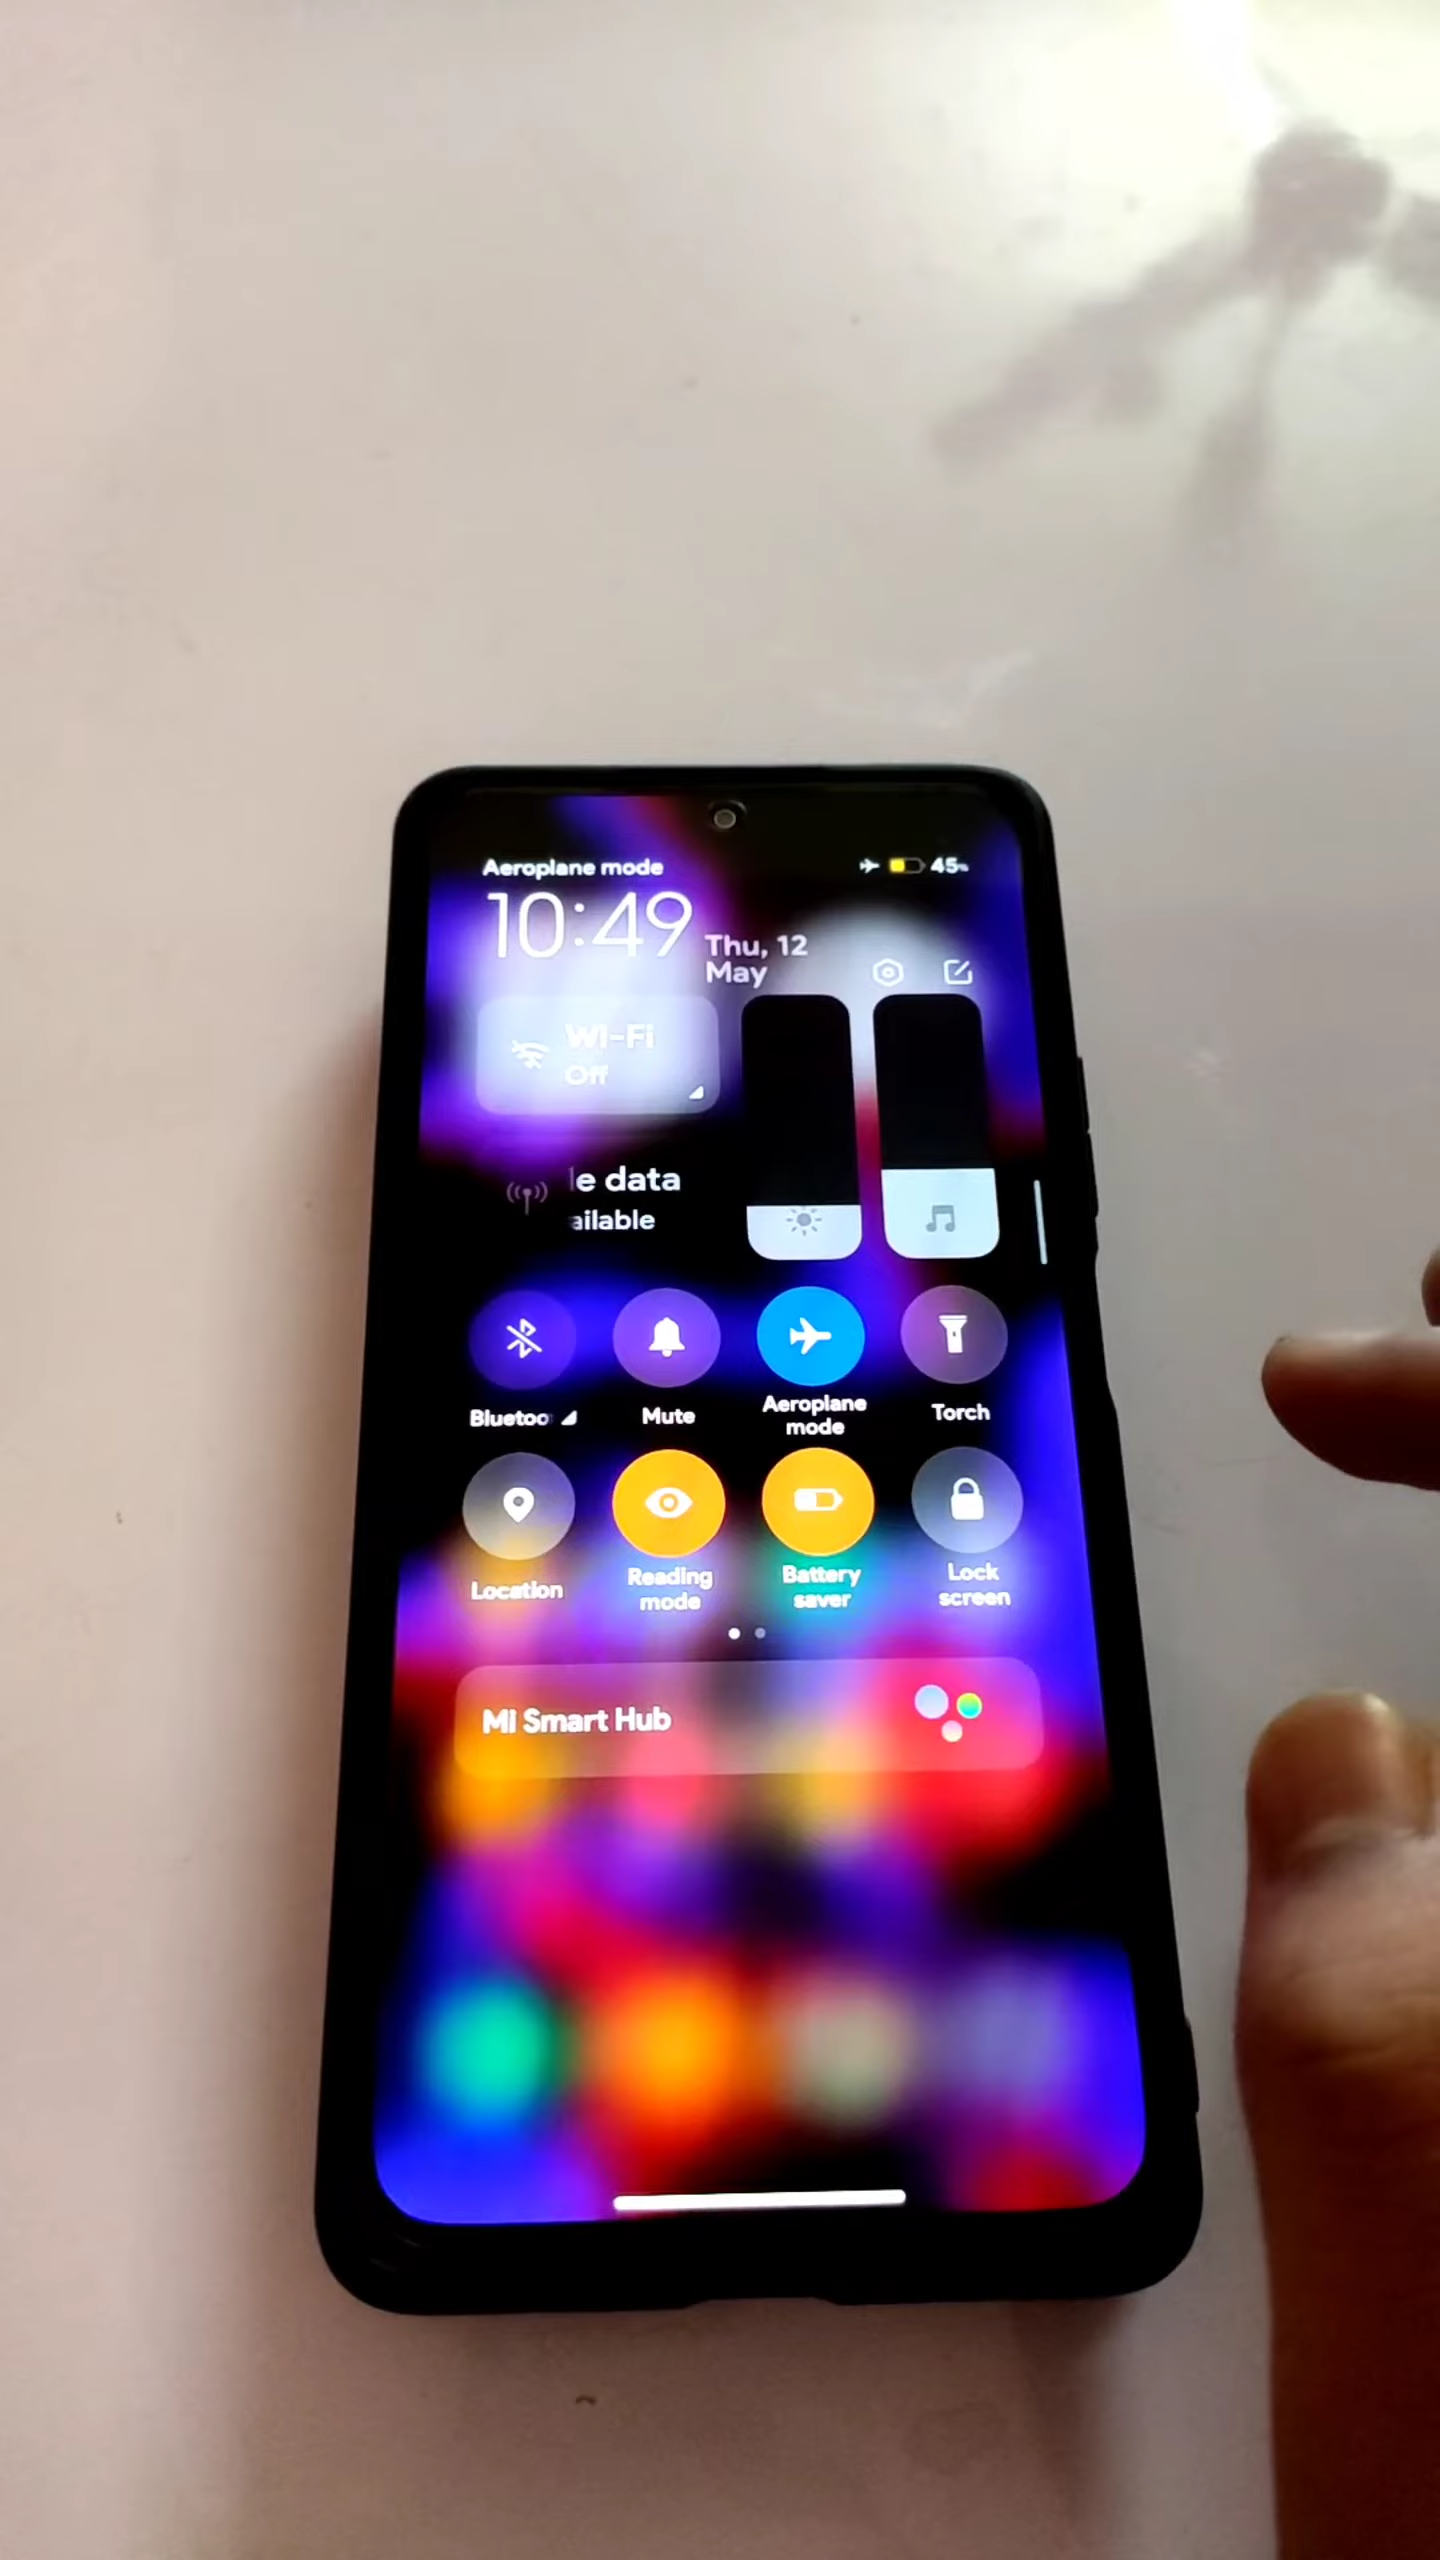 Aeroplane mode
45%
10:49
Thu, 12
May
Wi-Fi
Off
le data
ailable
Bluetoo
Mute
Aeroplane
mode
Torch
Location
Reading
mode
Battery
saver
Lock
screen
Mi Smart Hub